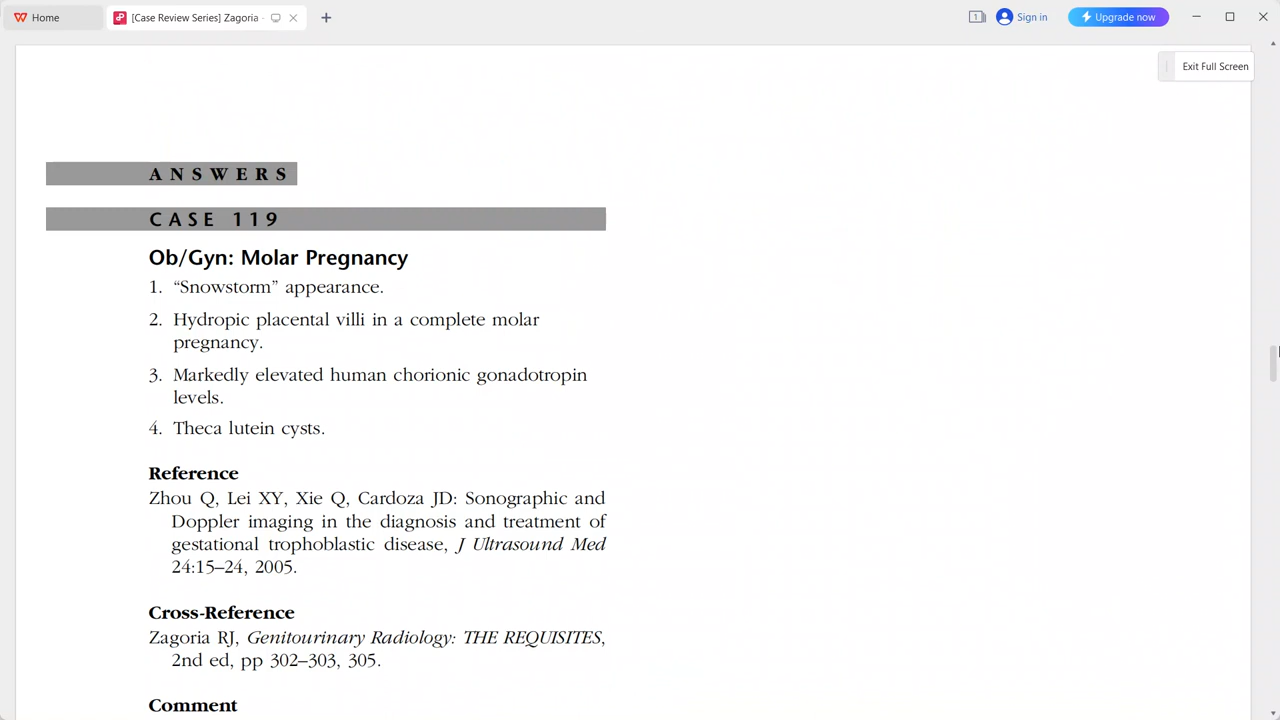 Home
[Case Review Series] Zagoria
1
Sign in
Upgrade now
Exit Full Screen
ANSWERS
CASE 119
Ob/Gyn: Molar Pregnancy
1. “Snowstorm” appearance.
2. Hydropic placental villi in a complete molar
pregnancy.
3. Markedly elevated human chorionic gonadotropin
levels.
4. Theca lutein cysts.
Reference
Zhou Q, Lei XY, Xie Q, Cardoza JD: Sonographic and
Doppler imaging in the diagnosis and treatment of
gestational trophoblastic disease, J Ultrasound Med
24:15–24, 2005.
Cross-Reference
Zagoria RJ, Genitourinary Radiology: THE REQUISITES,
2nd ed, pp 302–303, 305.
Comment